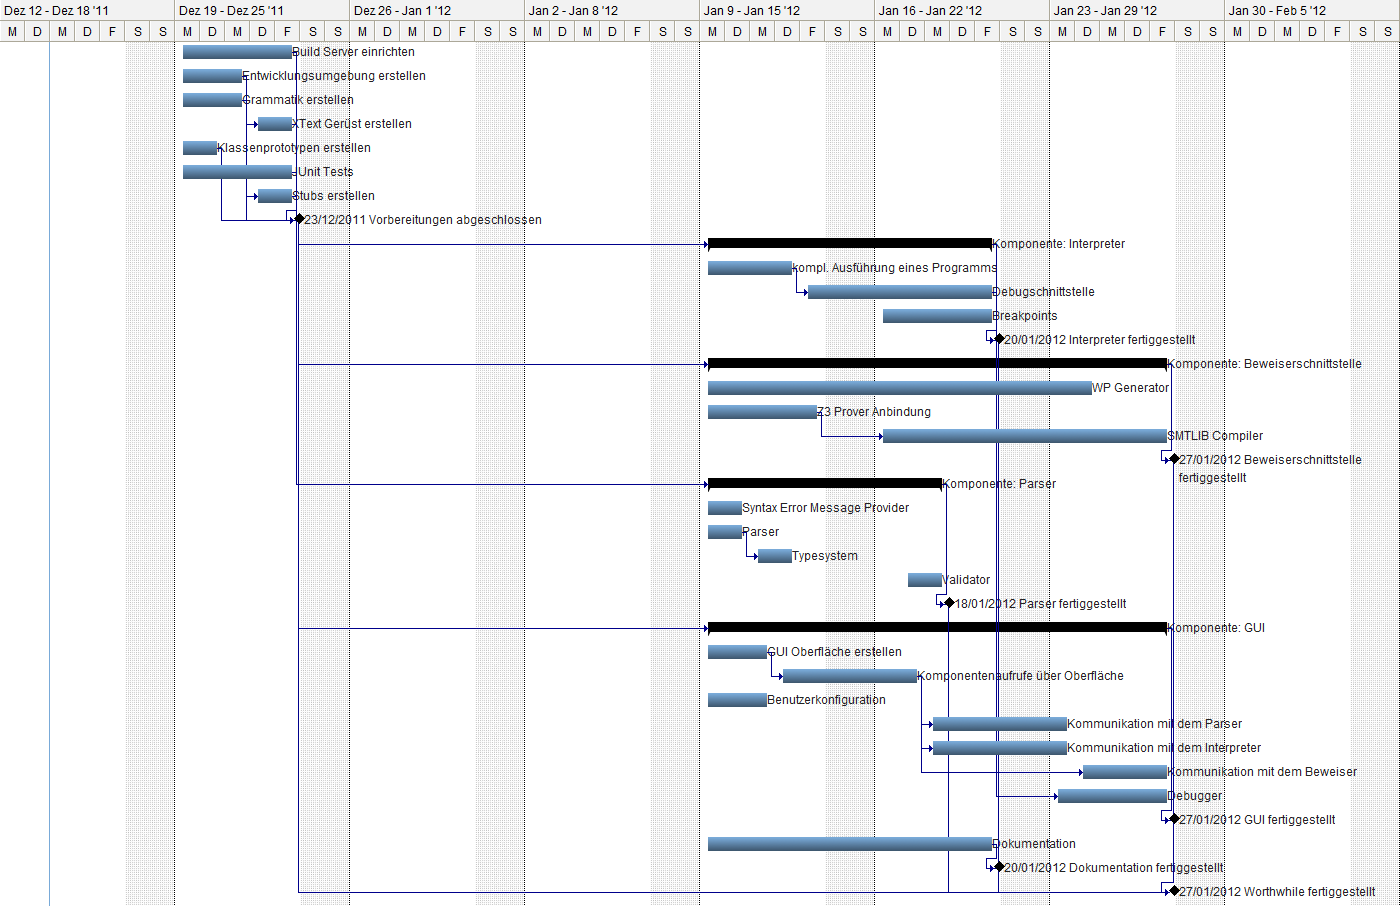 Dez 12 - Dez 18 '11 Dez 19 - Dez 25 '11 Dez 26 - Jan 1 '12 Jan 2 - Jan 8 '12 Jan 9 - Jan 15 '12 Jan 16 - Jan 22 '12 Jan 23 - Jan 29 '12 Jan 30 - Feb 5 '12
M D M D F S S M D M D F S S M D M D F S S M D M D F S S M D M D F S S M D M D F S S M D M D F S S M D M D F S S
Build Server einrichten
Entwicklungsumgebung erstellen
Grammatik erstellen
XText Gerüst erstellen
Klassenprototypen erstellen
JUnit Tests
Stubs erstellen
23/12/2011 Vorbereitungen abgeschlossen
Komponente: Interpreter
kompl. Ausführung eines Programms
Debugschnittstelle
Breakpoints
20/01/2012 Interpreter fertiggestellt
Komponente: Beweiserschnittstelle
WP Generator
Z3 Prover Anbindung
SMTLIB Compiler
27/01/2012 Beweiserschnittstelle
fertiggestellt
Komponente: Parser
Syntax Error Message Provider
Parser
Typesystem
Validator
18/01/2012 Parser fertiggestellt
Komponente: GUI
GUI Oberfläche erstellen
Komponentenaufrufe über Oberfläche
Benutzerkonfiguration
Kommunikation mit dem Parser
Kommunikation mit dem Interpreter
Kommunikation mit dem Beweiser
Debugger
27/01/2012 GUI fertiggestellt
Dokumentation
20/01/2012 Dokumentation fertiggestellt
27/01/2012 Worthwhile fertiggestellt